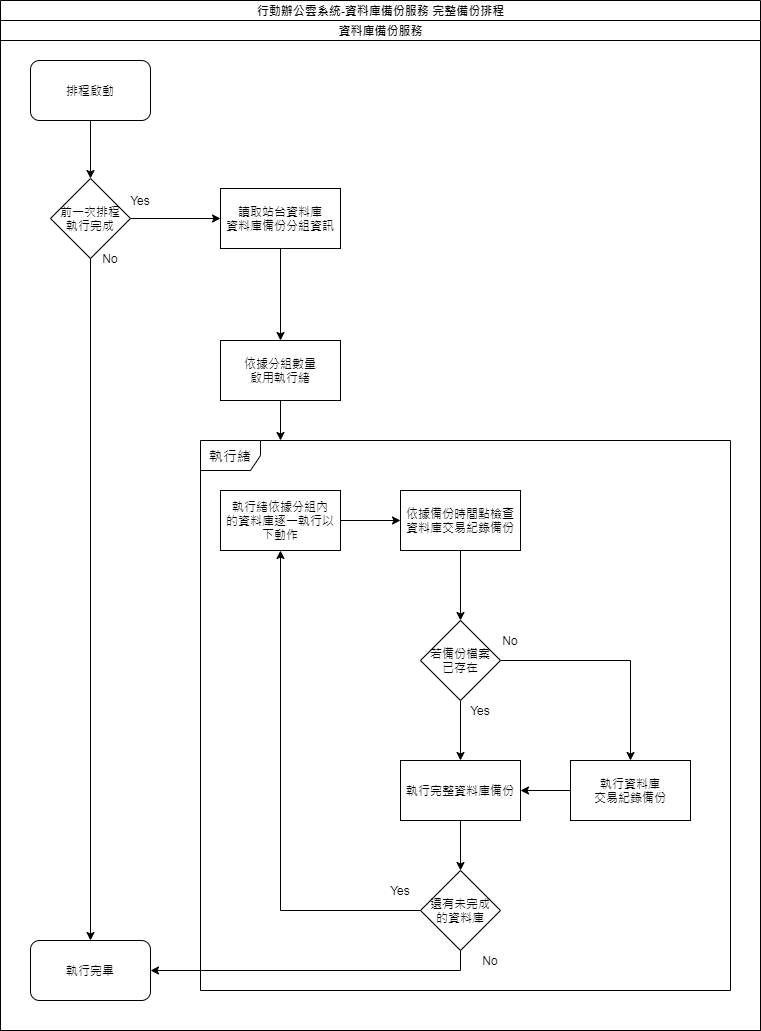 行動辦公雲系統-資料庫備份服務 完整備份排程
資料庫備份服務
排程啟動
前一次排程
執行完成
Yes
No
讀取站台資料庫
資料庫備份分組資訊
依據分組數量
啟用執行緒
執行緒
執行緒依據分組內
的資料庫逐一執行以
下動作
依據備份時間點檢查
資料庫交易紀錄備份
若備份檔案
已存在
No
Yes
執行完整資料庫備份
執行資料庫
交易紀錄備份
還有未完成
的資料庫
Yes
No
執行完畢